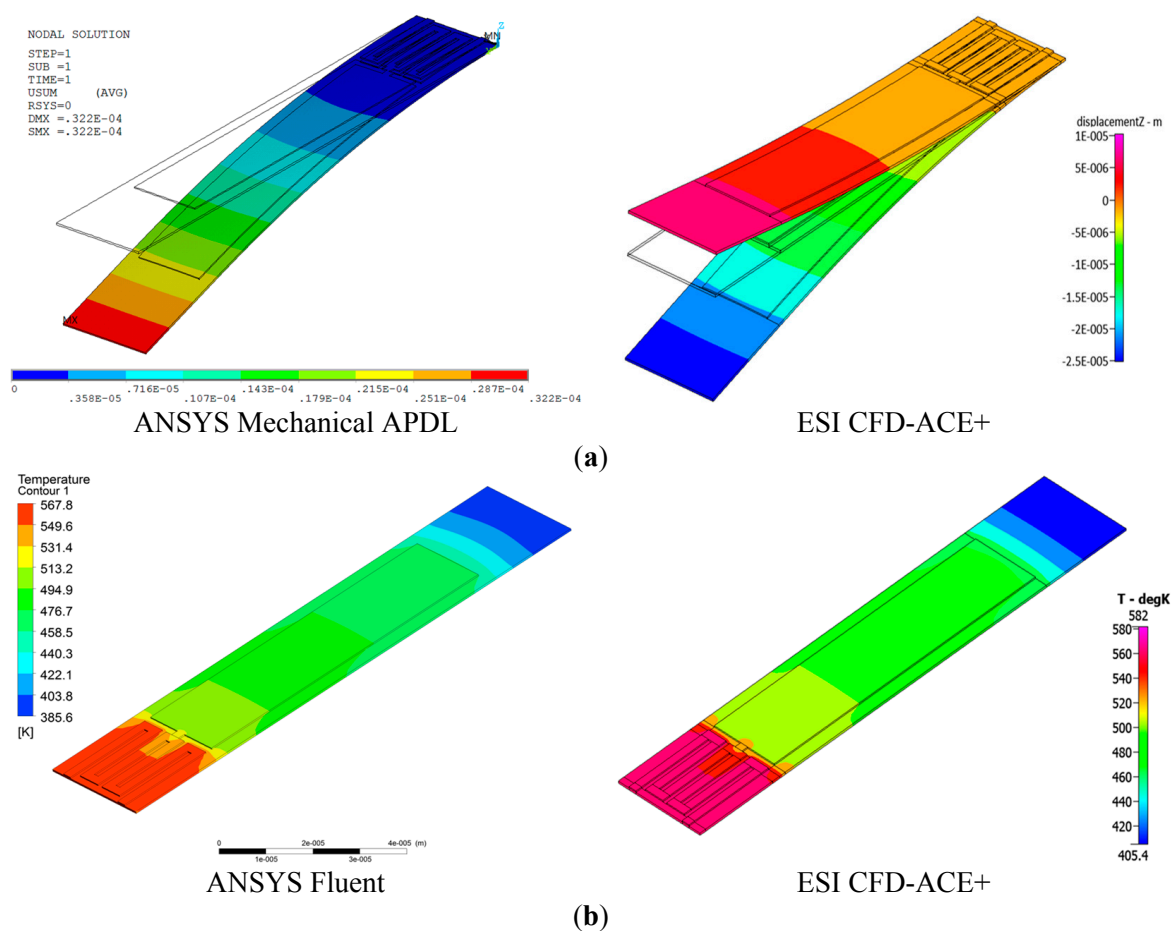 NODAL SOLUTION
STEP=1
SUB =1
TIME=1
USUM (AVG)
RSYS=0
DMX =.322E-04
SMX =.322E-04
MN
Z
MX
0 .716E-05 .143E-04 .215E-04 .287E-04
.358E-05 .107E-04 .179E-04 .251E-04 .322E-04
ANSYS Mechanical APDL
displacementZ - m
1E-005
5E-006
0
-5E-006
-1E-005
-1.5E-005
-2E-005
-2.5E-005
ESI CFD-ACE+
(a)
Temperature
Contour 1
567.8
549.6
531.4
513.2
494.9
476.7
458.5
440.3
422.1
403.8
385.6
[K]
0 2e-005 4e-005 (m)
1e-005 3e-005
ANSYS Fluent
T - degK
582
580
560
540
520
500
480
460
440
420
405.4
ESI CFD-ACE+
(b)